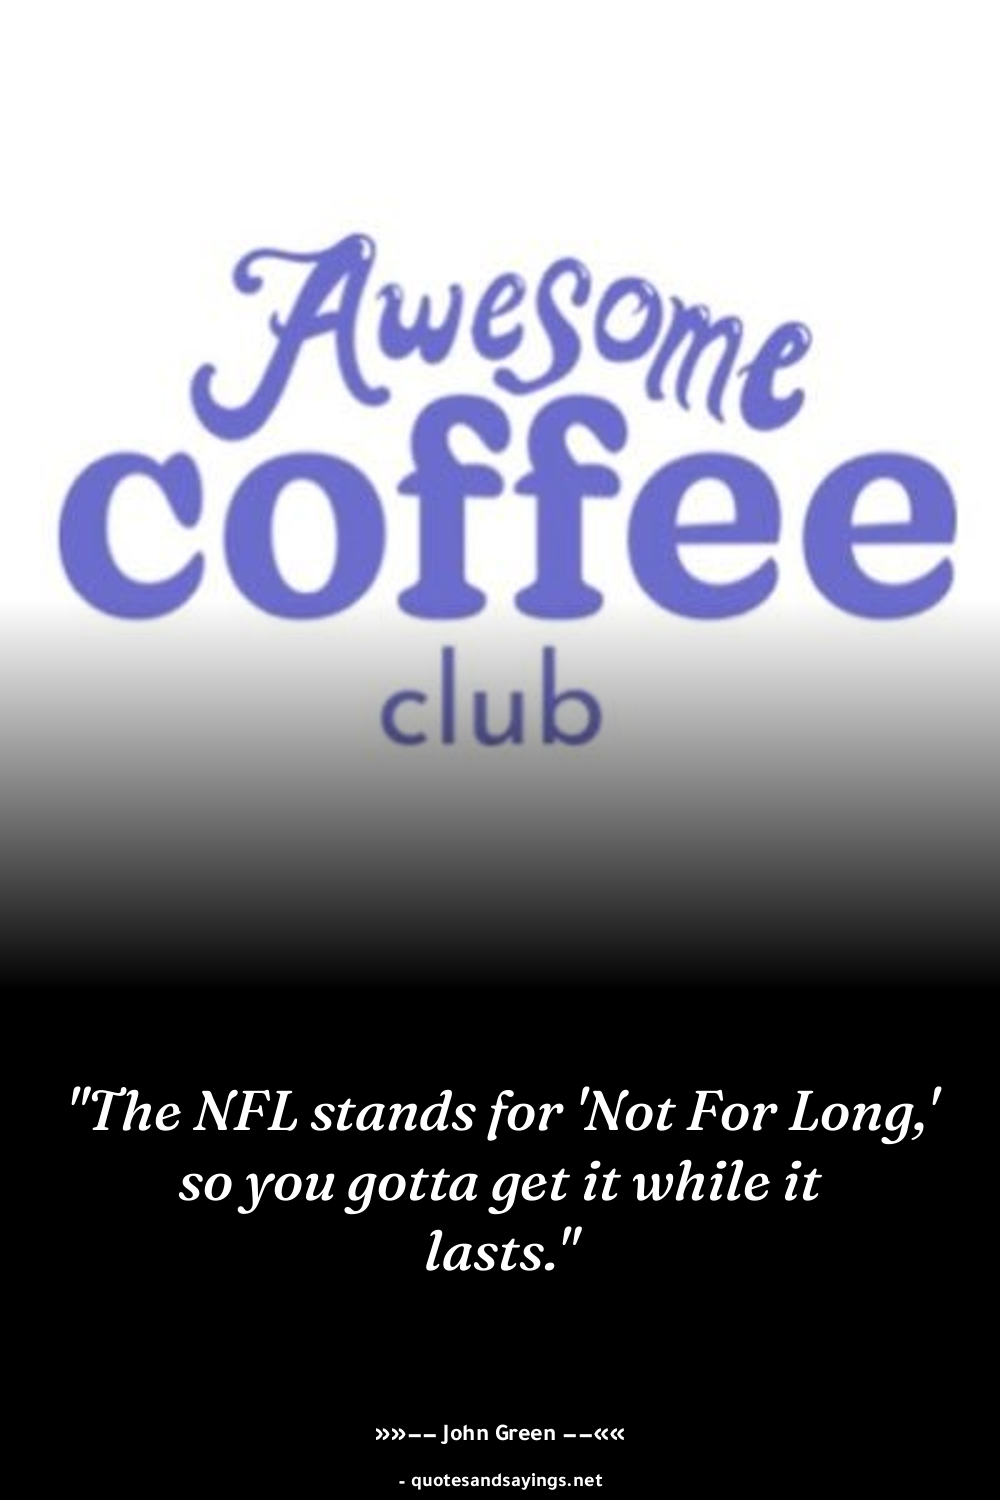 Awesome
coffee
club
"The NFL stands for 'Not For Long,'
so you gotta get it while it
lasts."
»»–– John Green ––««
- quotesandsayings.net